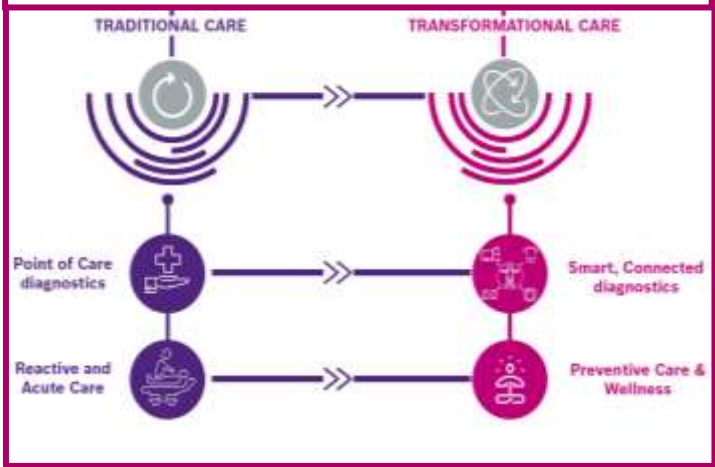 TRADITIONAL CARE
TRANSFORMATIONAL CARE
Point of Care
diagnostics
Smart, Connected
diagnostics
Reactive and
Acute Care
Preventive Care &
Wellness